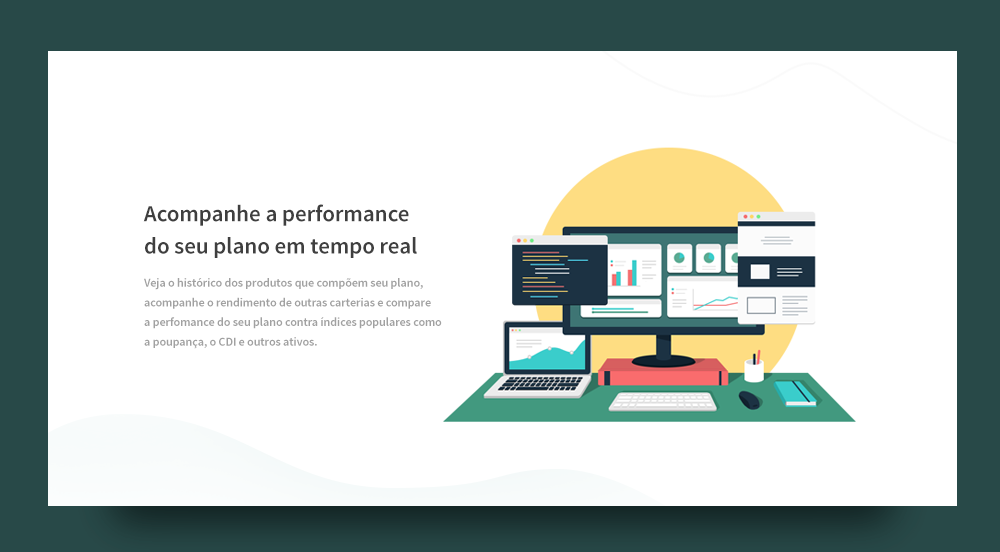 Acompanhe a performance
do seu plano em tempo real
Veja o histórico dos produtos que compõem seu plano,
acompanhe o rendimento de outras carterias e compare
a perfomance do seu plano contra indices populares como
a poupança, o CDI e outros ativos.